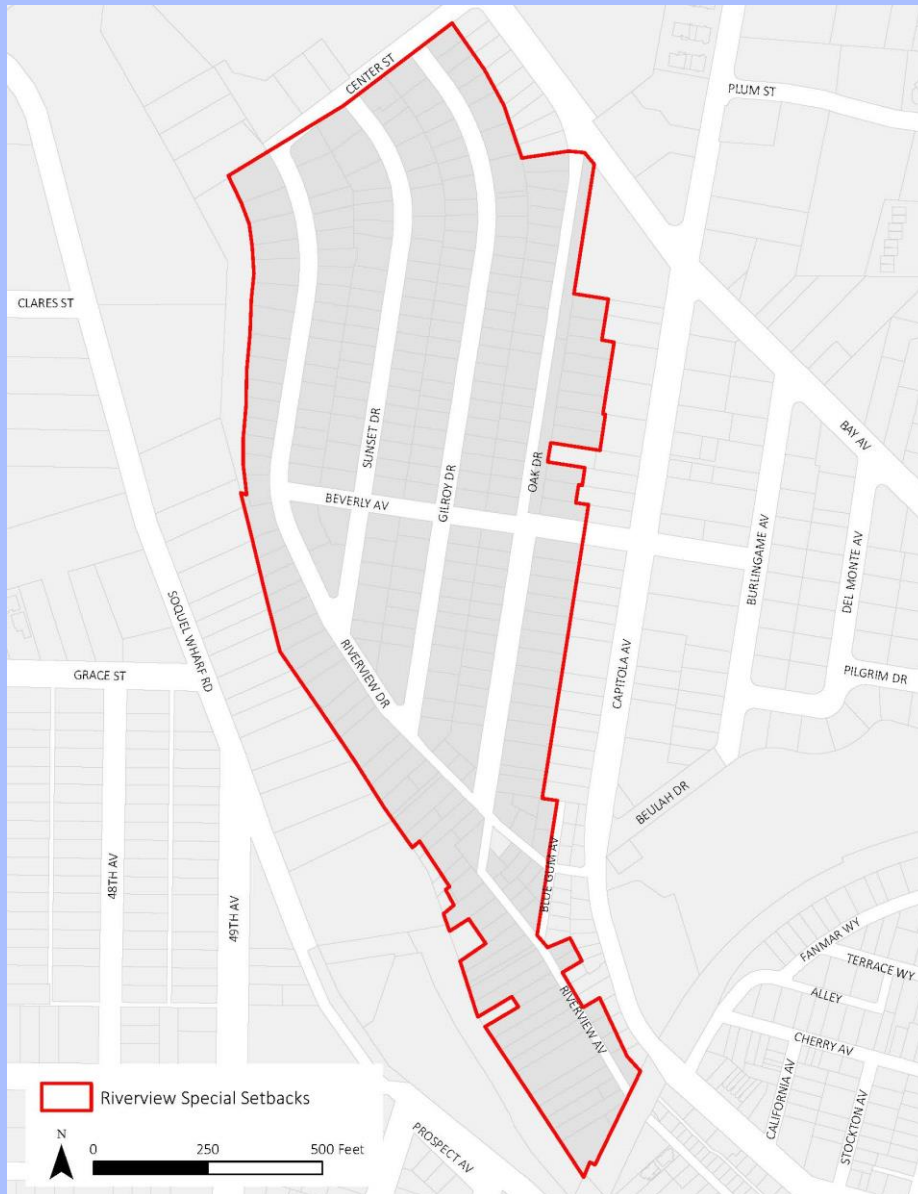 CENTER ST
PLUM ST
CLARES ST
BAY AV
SUNSET DR
GILROY DR
OAK DR
BEVERLY AV
BURLINGAME AV
DEL MONTE AV
SOQUEL WHARF RD
GRACE ST
RIVERVIEW DR
CAPITOLA AV
PILGRIM DR
BEULAH DR
48TH AV
49TH AV
BLUE GUM AV
FANMAR WY
TERRACE WY
ALLEY
RIVERVIEW AV
CHERRY AV
CALIFORNIA AV
STOCKTON AV
PROSPECT AV
Riverview Special Setbacks
N
0 250 500 Feet